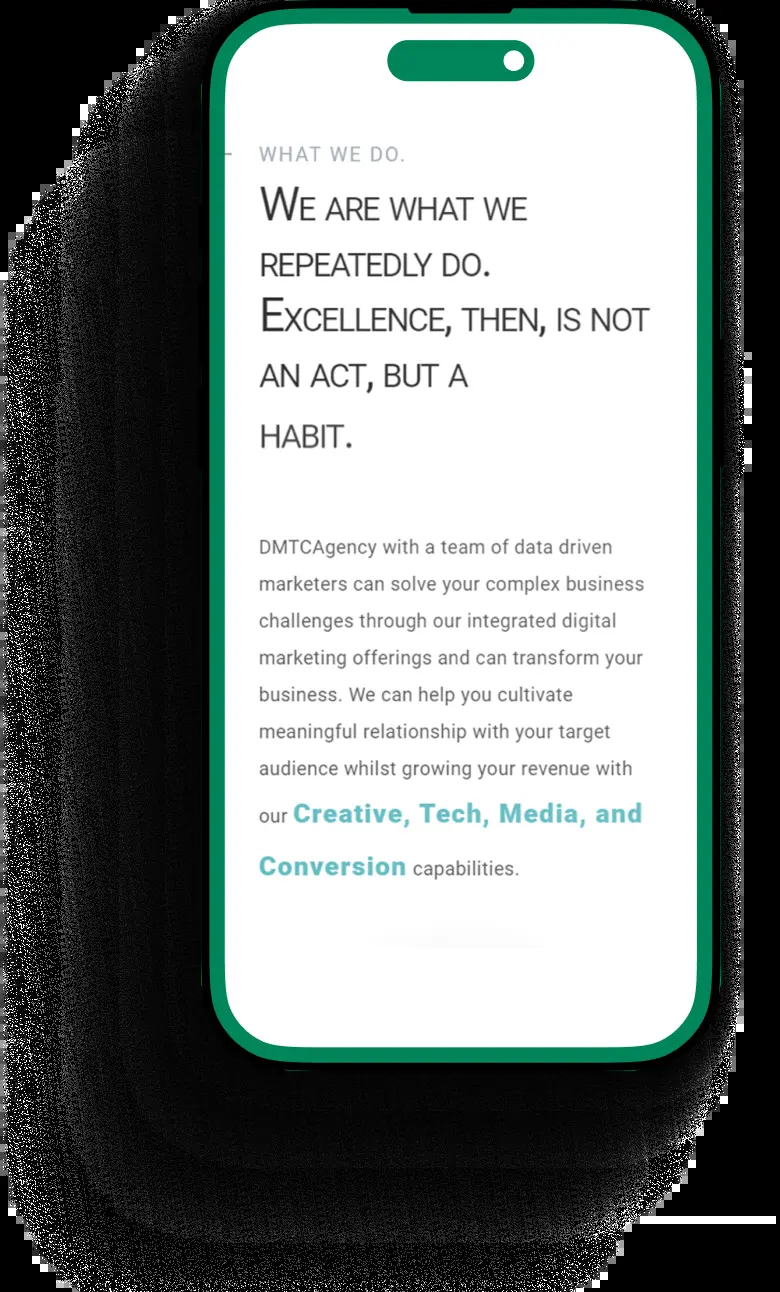 WHAT WE DO.
WE ARE WHAT WE
REPEATEDLY DO.
EXCELLENCE, THEN, IS NOT
AN ACT, BUT A
HABIT.
DMTCAgency with a team of data driven
marketers can solve your complex business
challenges through our integrated digital
marketing offerings and can transform your
business. We can help you cultivate
meaningful relationship with your target
audience whilst growing your revenue with
our Creative, Tech, Media, and
Conversion capabilities.